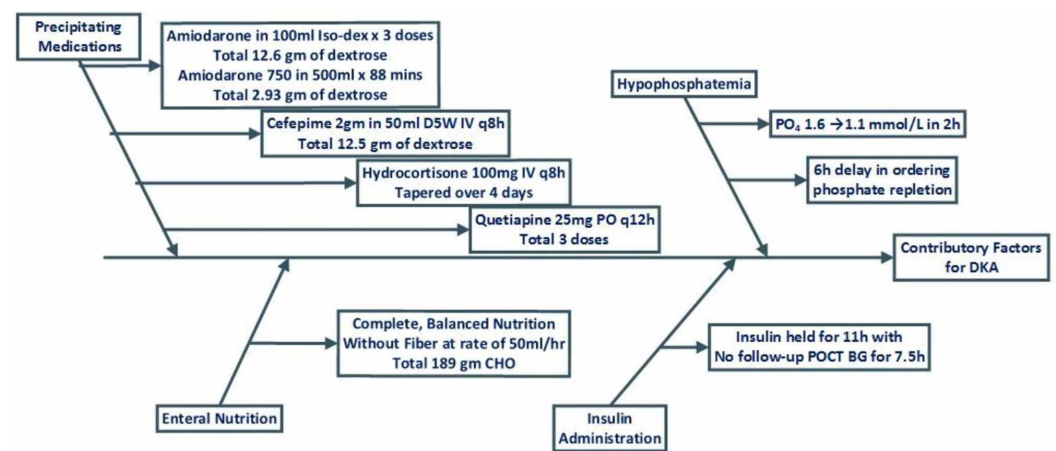 Precipitating
Medications
Amiodarone in 100ml Iso-dex x 3 doses
Total 12.6 gm of dextrose
Amiodarone 750 in 500ml x 88 mins
Total 2.93 gm of dextrose
Cefepime 2gm in 50ml D5W IV q8h
Total 12.5 gm of dextrose
Hydrocortisone 100mg IV q8h
Tapered over 4 days
Quetiapine 25mg PO q12h
Total 3 doses
Hypophosphatemia
PO₄ 1.6 →1.1 mmol/L in 2h
6h delay in ordering
phosphate repletion
Contributory Factors
for DKA
Complete, Balanced Nutrition
Without Fiber at rate of 50ml/hr
Total 189 gm CHO
Enteral Nutrition
Insulin held for 11h with
No follow-up POCT BG for 7.5h
Insulin
Administration